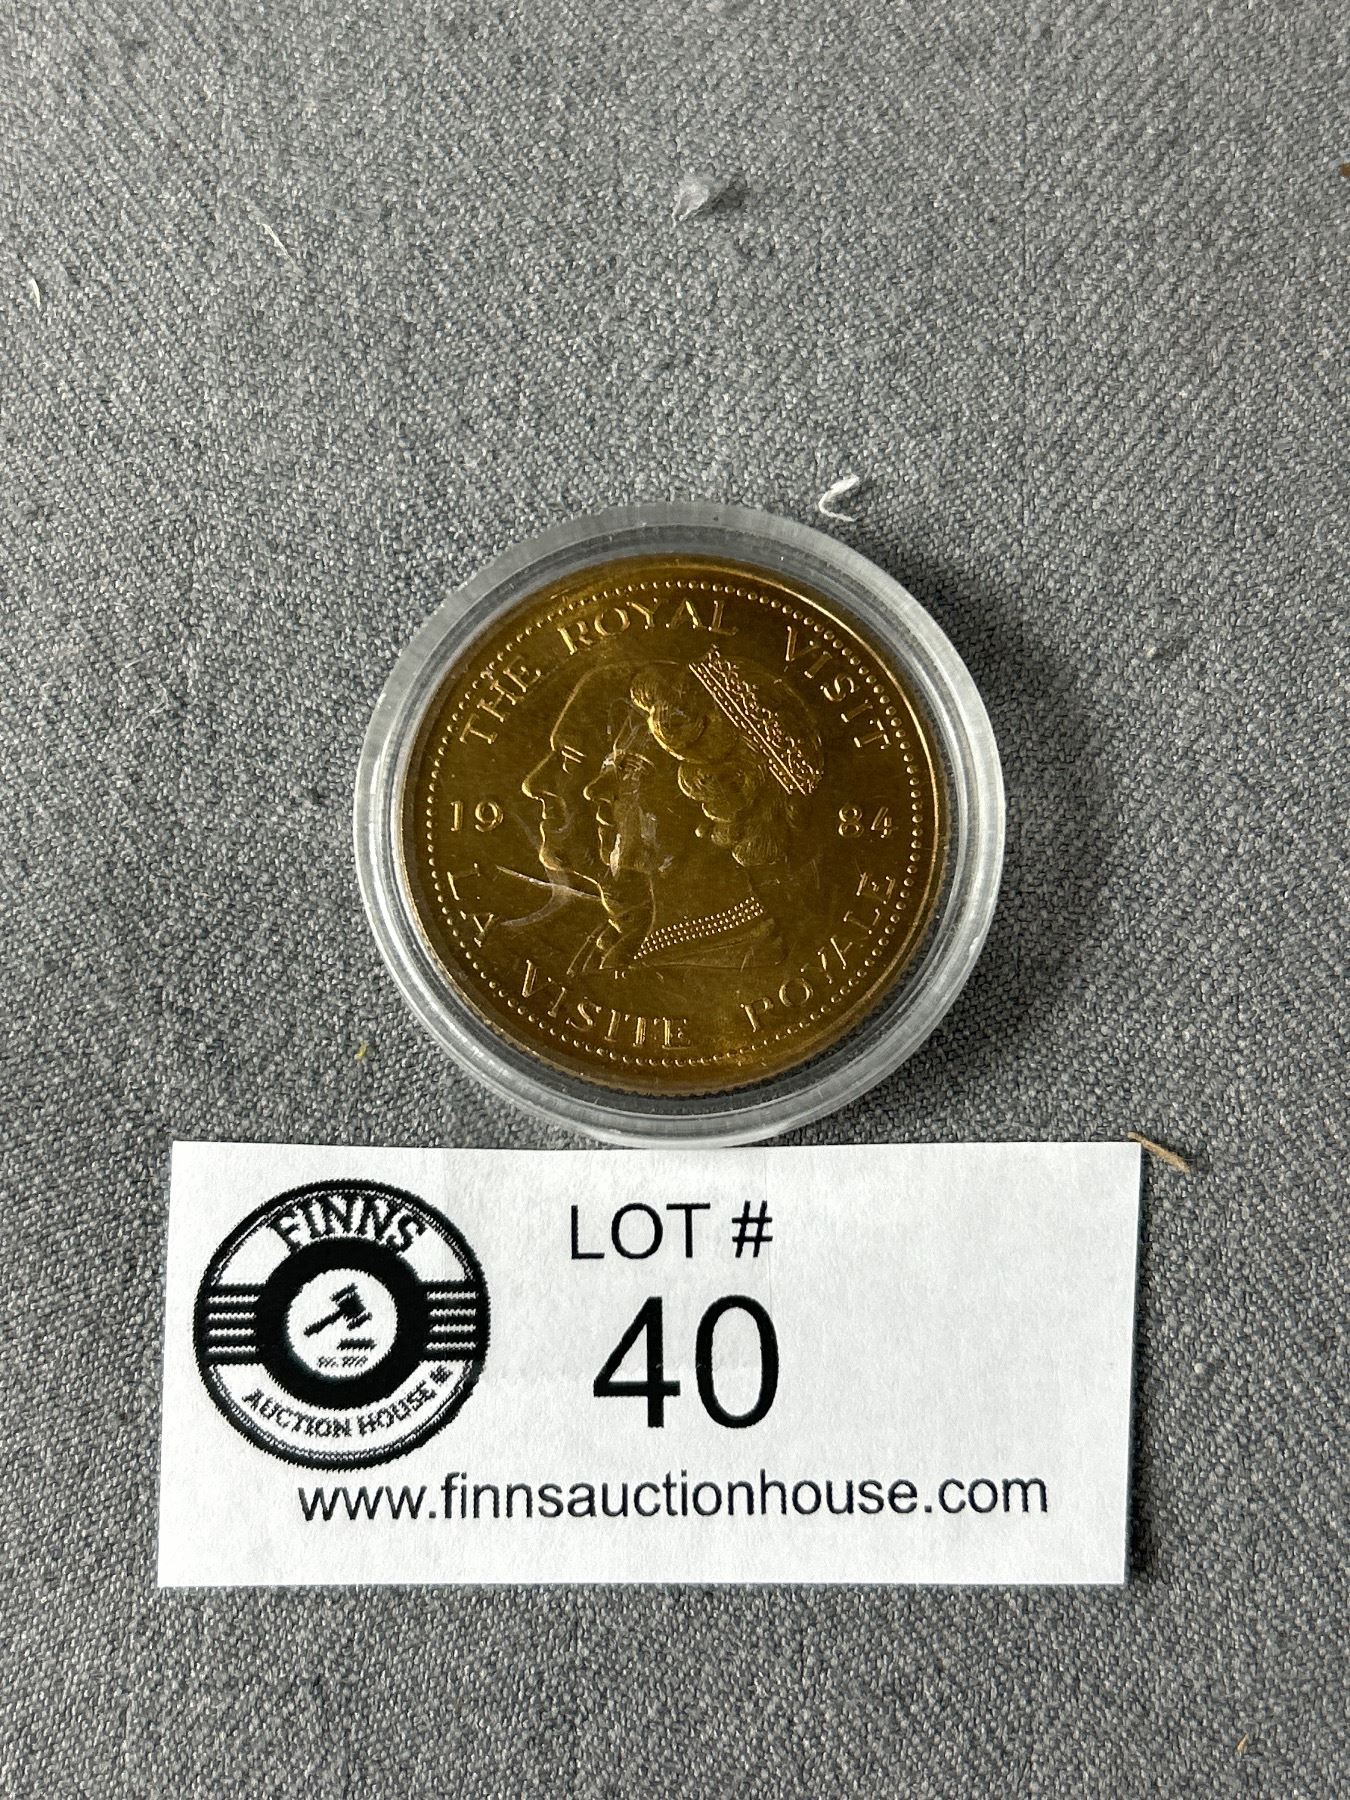 THE ROYAL VISIT
19 84
LA VISITE ROYALE
FINNS
AUCTION HOUSE
LOT #
40
www.finnsauctionhouse.com